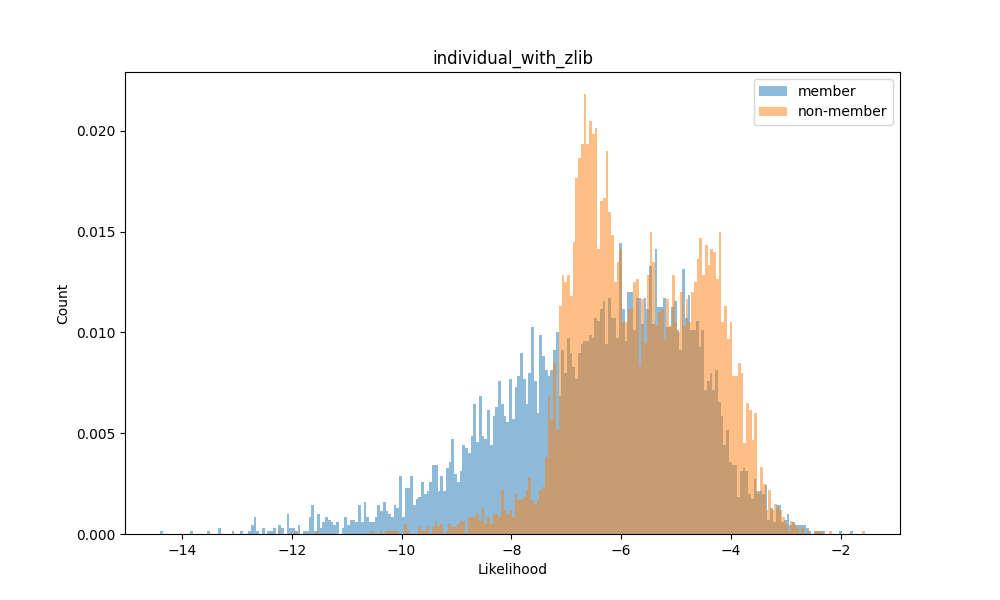 individual_with_zlib
member
non-member
0.020
0.015
0.010
0.005
0.000
Count
−14
−12
−10
−8
−6
−4
−2
Likelihood